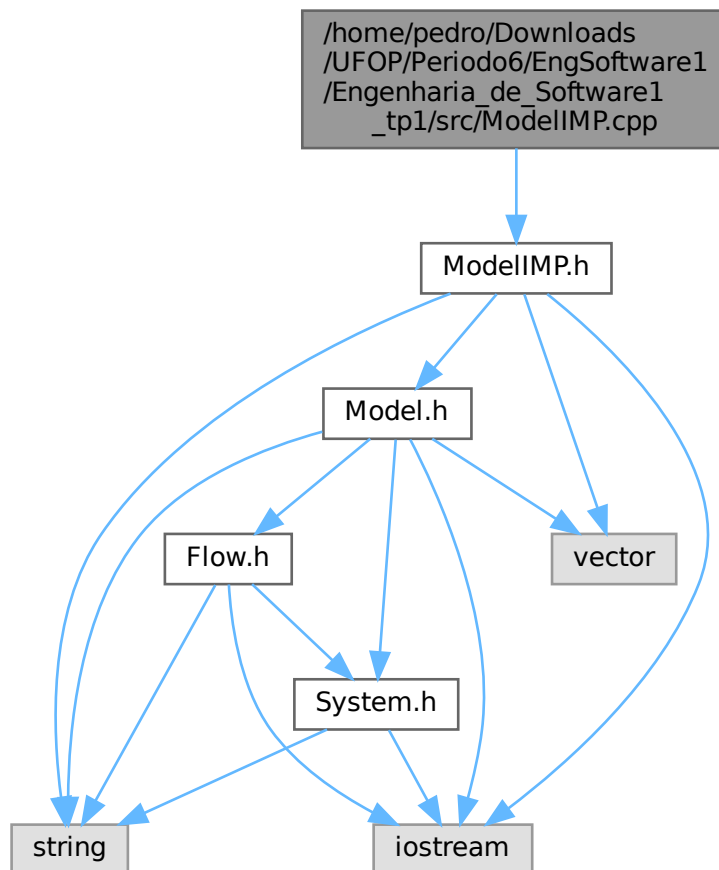 /home/pedro/Downloads
/UFOP/Periodo6/EngSoftware1
/Engenharia_de_Software1
_tp1/src/ModelIMP.cpp
ModelIMP.h
Model.h
Flow.h
vector
System.h
string
iostream